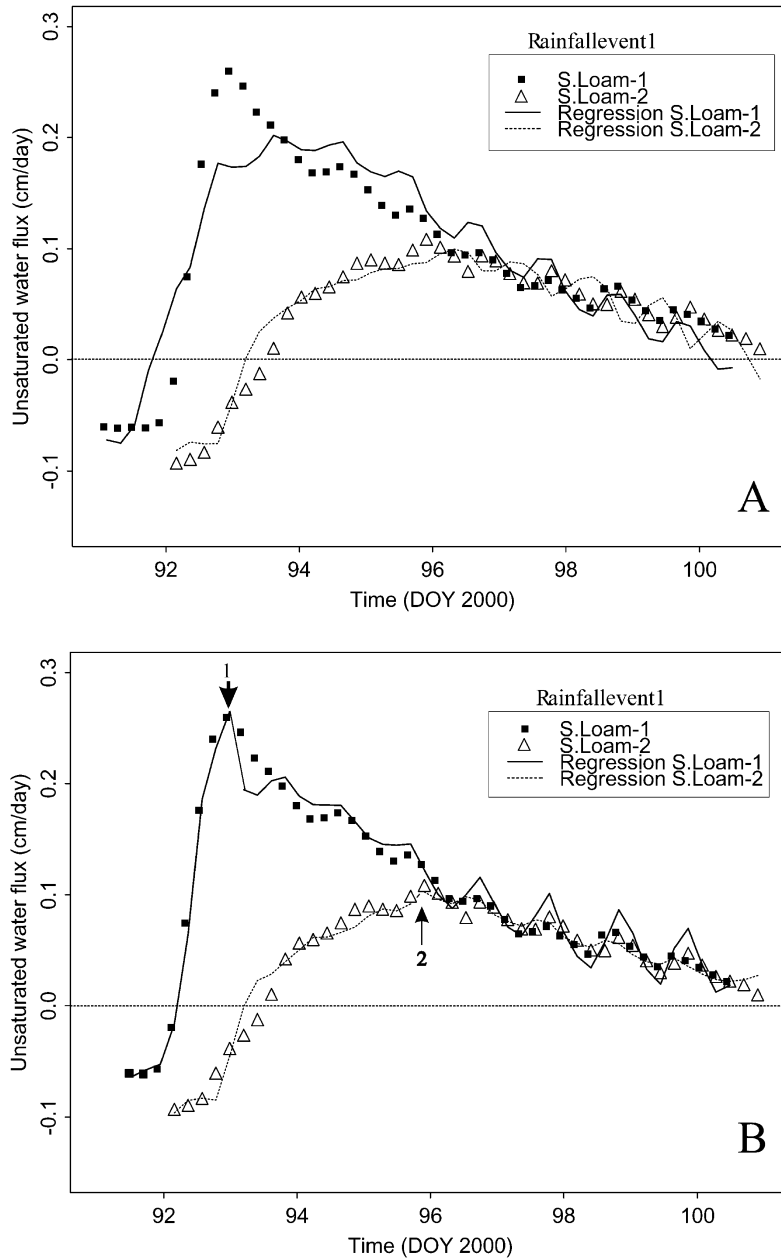 Rainfallevent1
S.Loam-1
S.Loam-2
Regression S.Loam-1
Regression S.Loam-2
Unsaturated water flux (cm/day)
0.3
0.2
0.1
0.0
-0.1
A
92 94 96 98 100
Time (DOY 2000)
1
Rainfallevent1
S.Loam-1
S.Loam-2
Regression S.Loam-1
Regression S.Loam-2
Unsaturated water flux (cm/day)
0.3
0.2
0.1
0.0
-0.1
2
B
92 94 96 98 100
Time (DOY 2000)